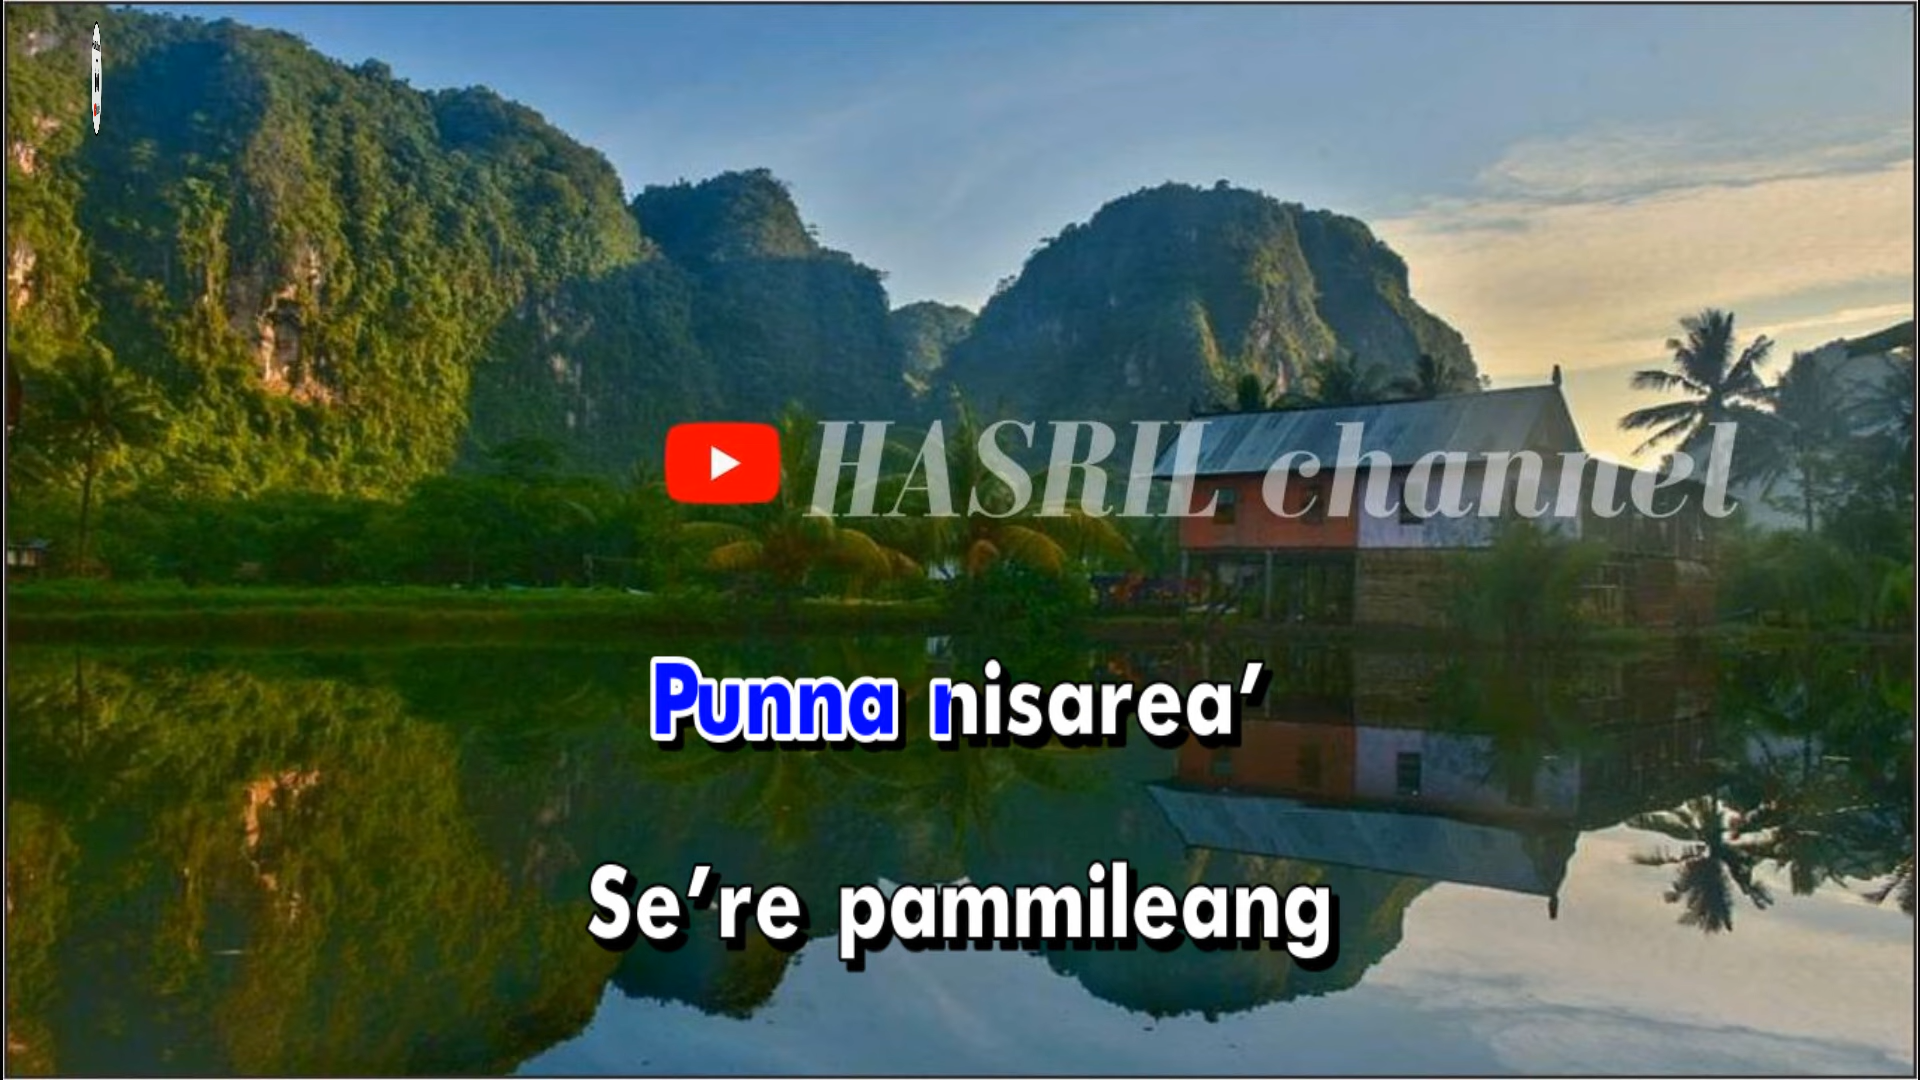 HASRIL channel
Punna nisarea’
Se’re pammileang